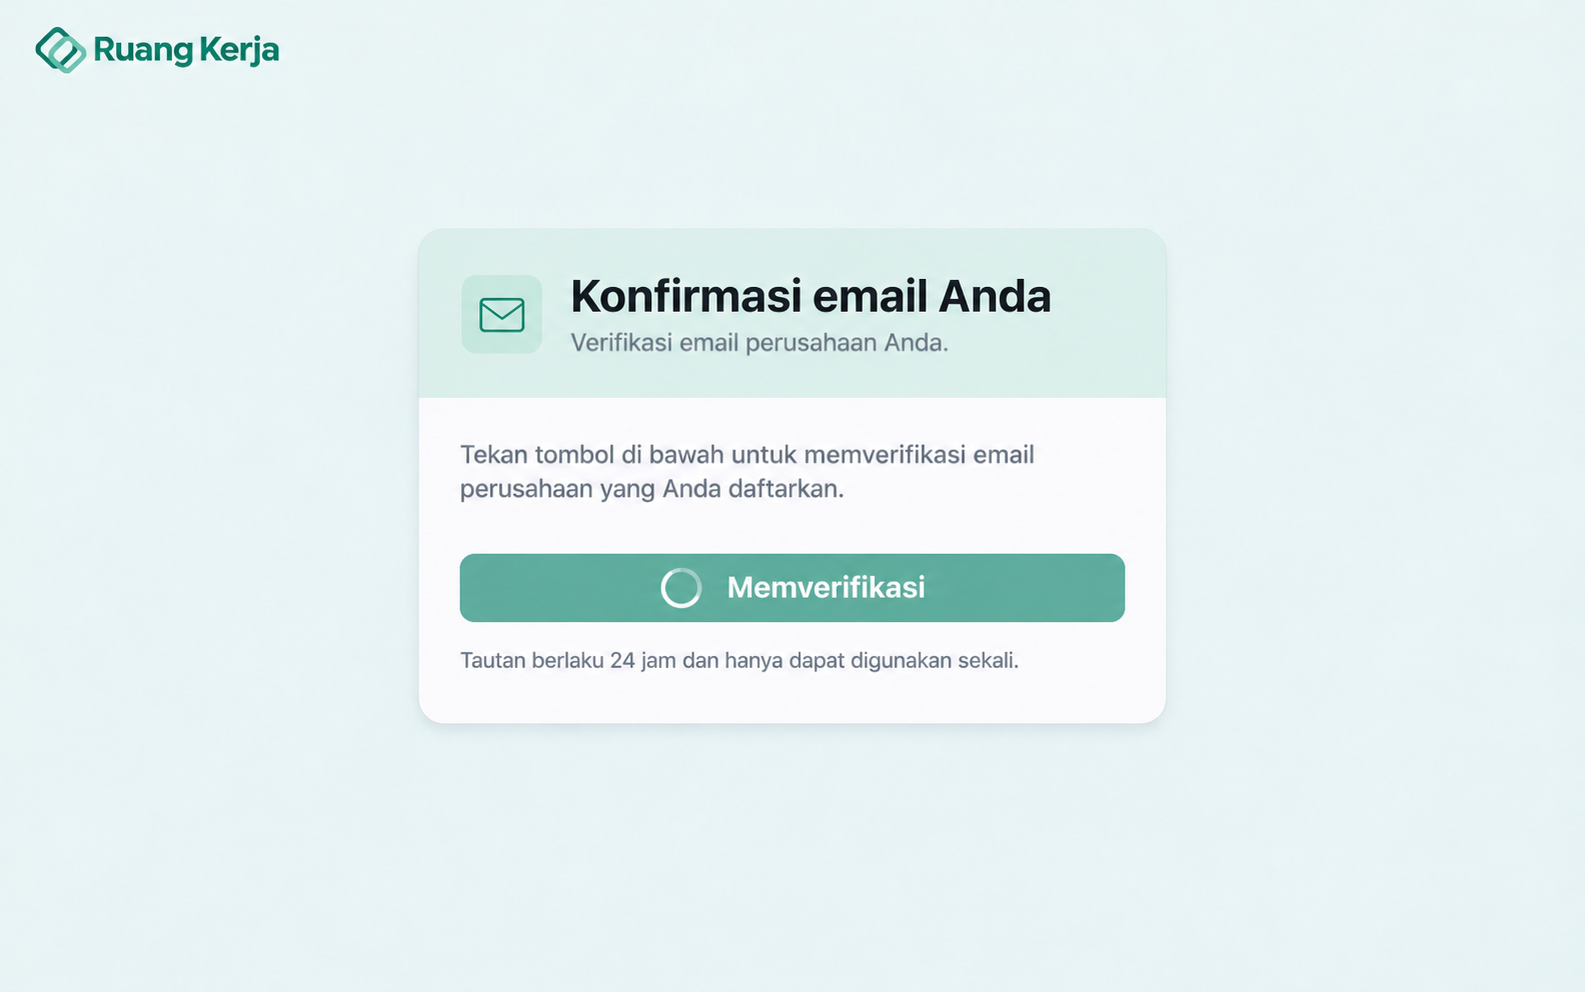 Ruang Kerja
Konfirmasi email Anda
Verifikasi email perusahaan Anda.
Tekan tombol di bawah untuk memverifikasi email
perusahaan yang Anda daftarkan.
Memverifikasi
Tautan berlaku 24 jam dan hanya dapat digunakan sekali.